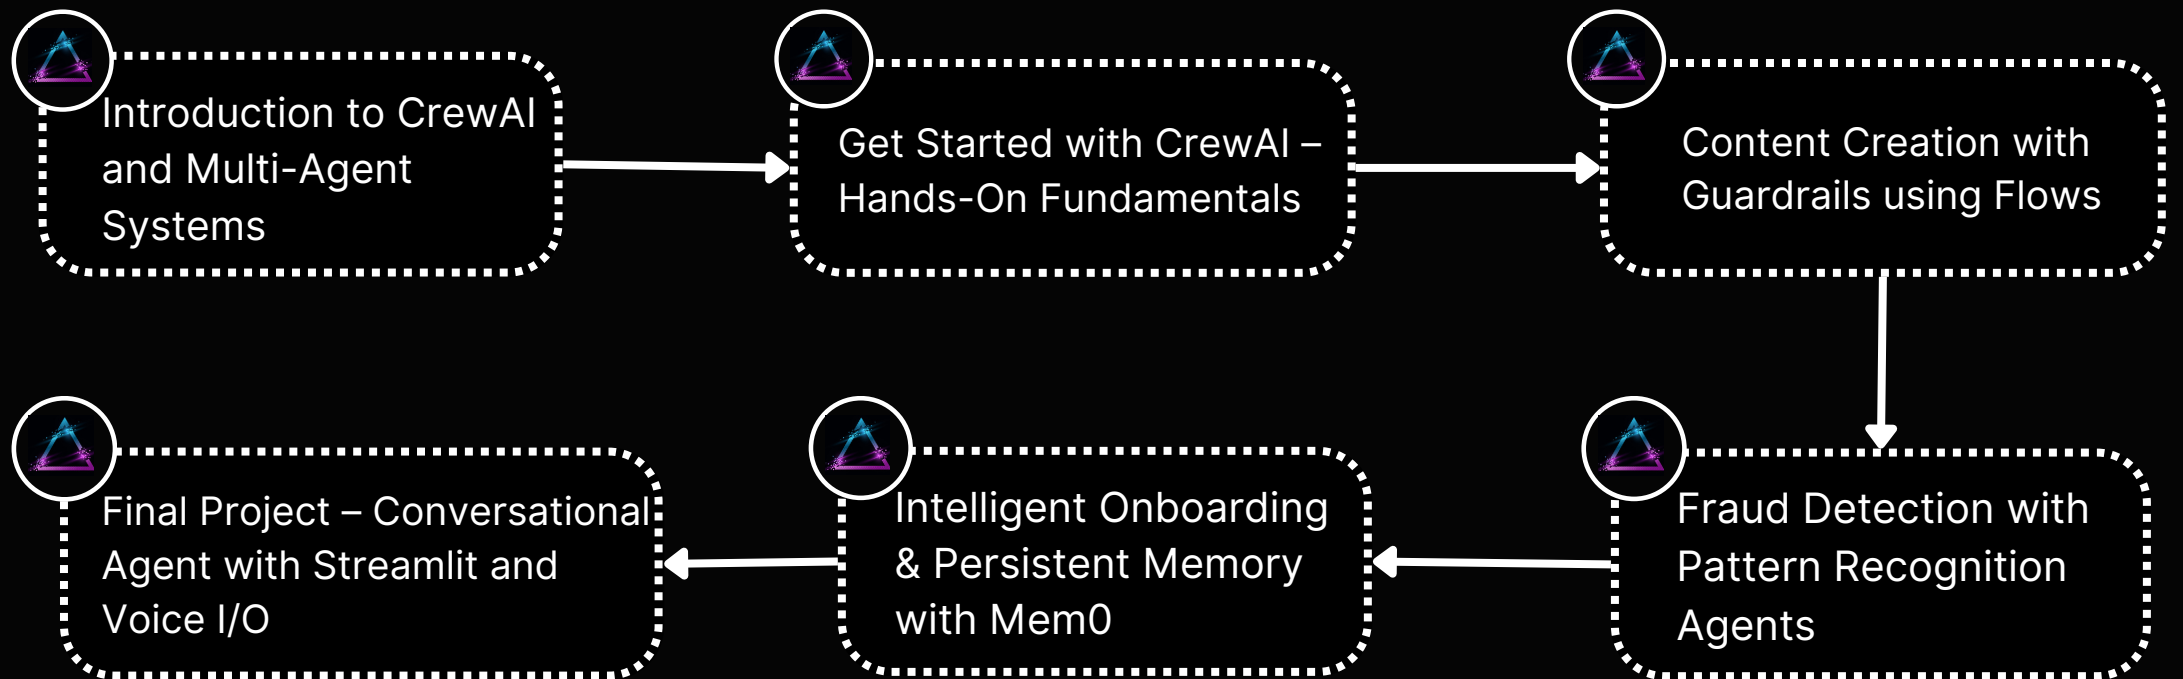 Introduction to CrewAI
and Multi-Agent
Systems
Get Started with CrewAI –
Hands-On Fundamentals
Content Creation with
Guardrails using Flows
Fraud Detection with
Pattern Recognition
Agents
Intelligent Onboarding
& Persistent Memory
with Mem0
Final Project – Conversational
Agent with Streamlit and
Voice I/O